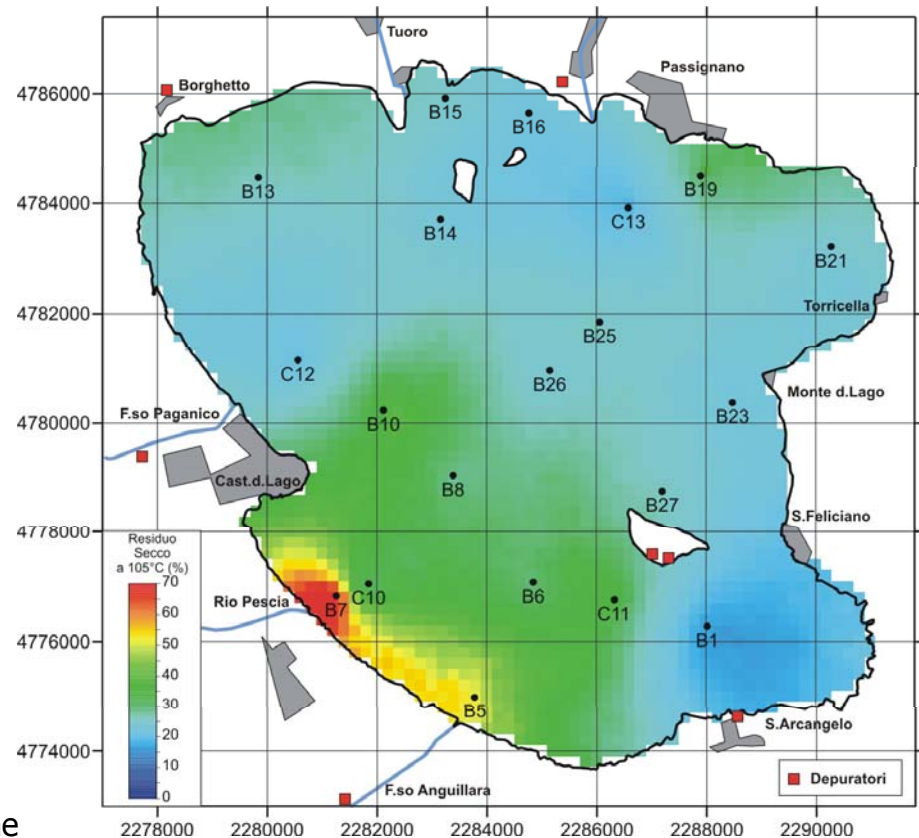 Tuoro
Passignano
4786000
Borghetto
B15
B16
B13
B19
4784000
C13
B14
B21
Torricella
4782000
B25
C12
B26
Monte d.Lago
F.so Paganico
B10
B23
4780000
Cast.d.Lago
B8
B27
S.Feliciano
4778000
Residuo
Secco
a 105°C (%)
70
60
50
40
30
20
10
0
Rio Pescia
B7
C10
B6
C11
B1
4776000
B5
S.Arcangelo
4774000
Depuratori
F.so Anguillara
2278000 2280000 2282000 2284000 2286000 2288000 2290000